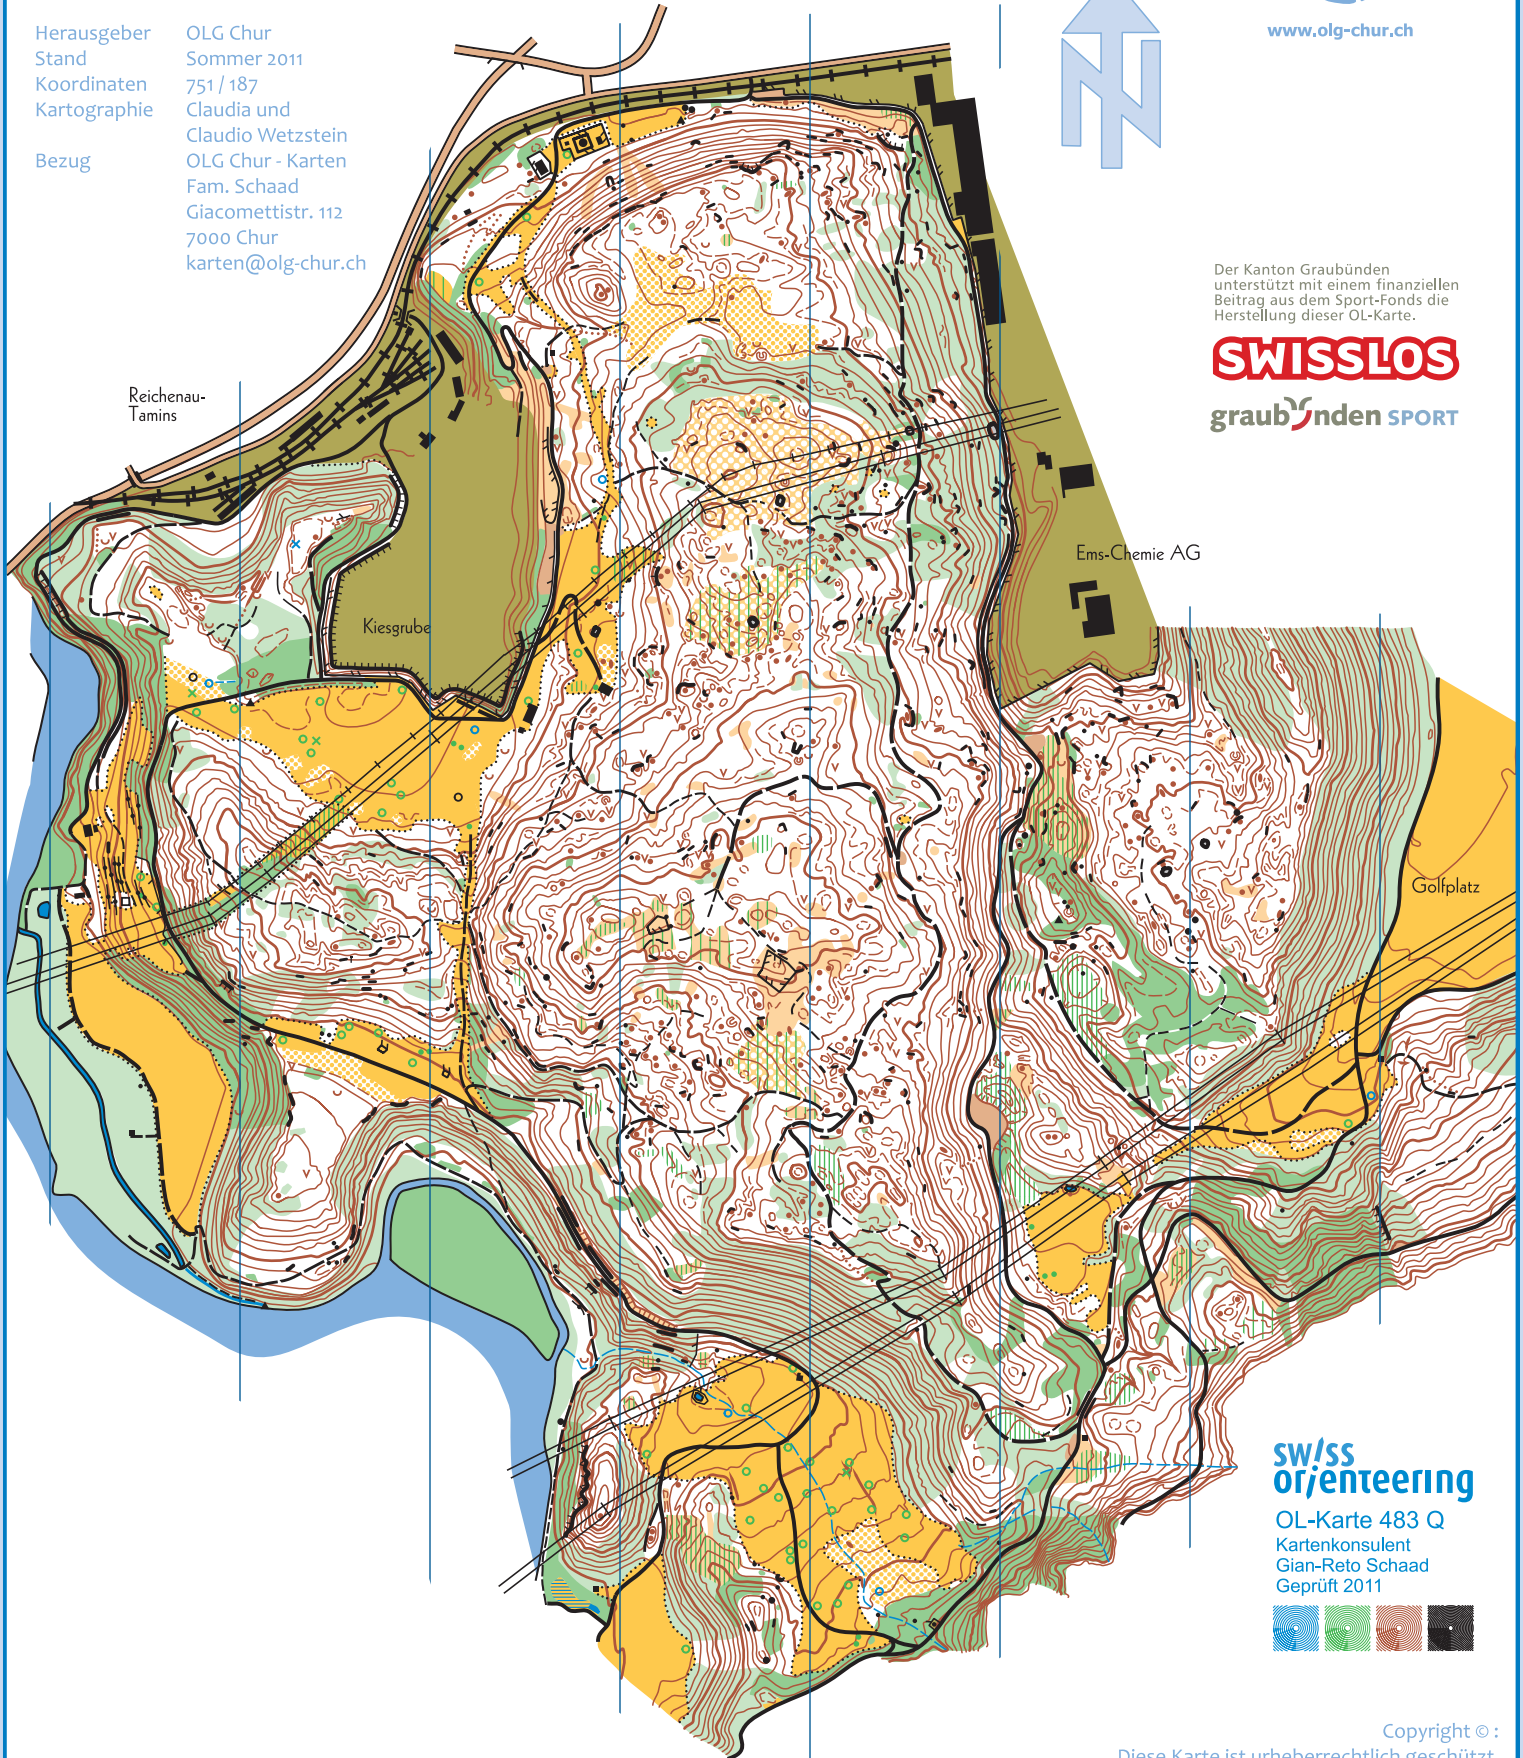 Herausgeber OLG Chur
Stand Sommer 2011
Koordinaten 751 / 187
Kartographie Claudia und
Claudio Wetzstein
Bezug OLG Chur - Karten
Fam. Schaad
Giacomettistr. 112
7000 Chur
karten@olg-chur.ch
www.olg-chur.ch
N
Der Kanton Graubünden
unterstützt mit einem finanziellen
Beitrag aus dem Sport-Fonds die
Herstellung dieser OL-Karte.
SWISSLOS
graubünden SPORT
Reichenau-
Tamins
Ems-Chemie AG
Kiesgrube
Golfplatz
swiss
orienteering
OL-Karte 483 Q
Kartenkonsulent
Gian-Reto Schaad
Geprüft 2011
Copyright © :
Diese Karte ist urheberrechtlich geschützt.